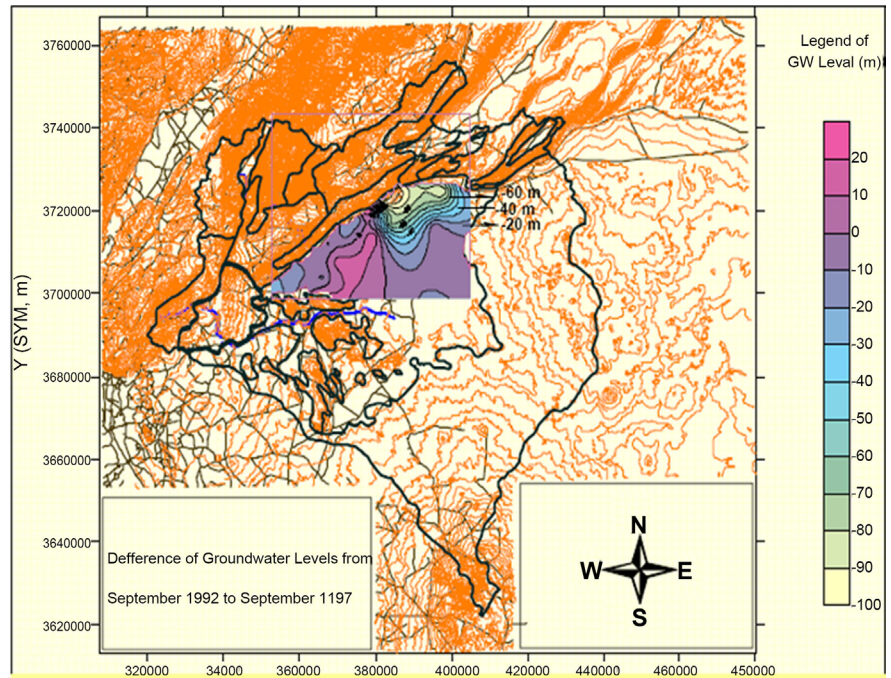 Legend of
GW Leval (m)
3760000
3740000
3720000
3700000
3680000
3660000
3640000
3620000
Y (SYM, m)
-60 m
-40 m
-20 m
20
10
0
-10
-20
-30
-40
-50
-60
-70
-80
-90
-100
Defference of Groundwater Levels from
September 1992 to September 1197
N
W
E
S
320000
340000
360000
380000
400000
420000
440000
460000
450000